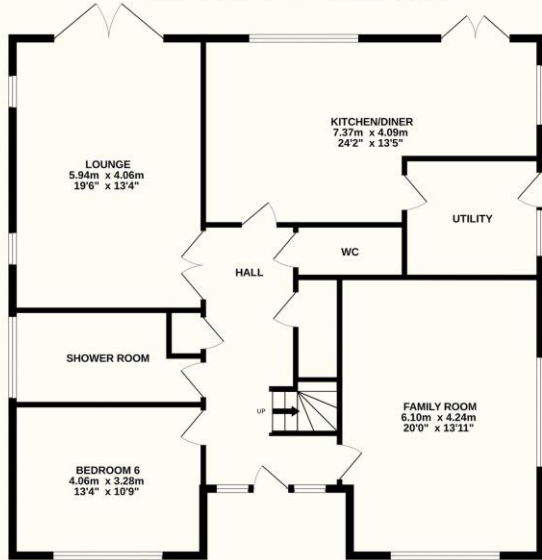 KITCHEN/DINER
7.37m x 4.09m
24'2" x 13'5"
LOUNGE
5.94m x 4.06m
19'6" x 13'4"
UTILITY
WC
HALL
SHOWER ROOM
UP
FAMILY ROOM
6.10m x 4.24m
20'0" x 13'11"
BEDROOM 6
4.06m x 3.28m
13'4" x 10'9"